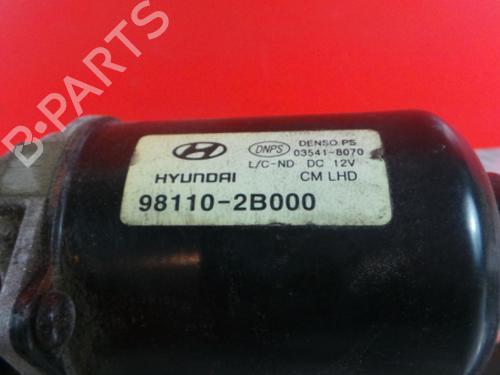 B-PARTS
DNPS DENSO PS
03541-8070
L/C-ND DC 12V
HYUNDAI CM LHD
98110-2B000